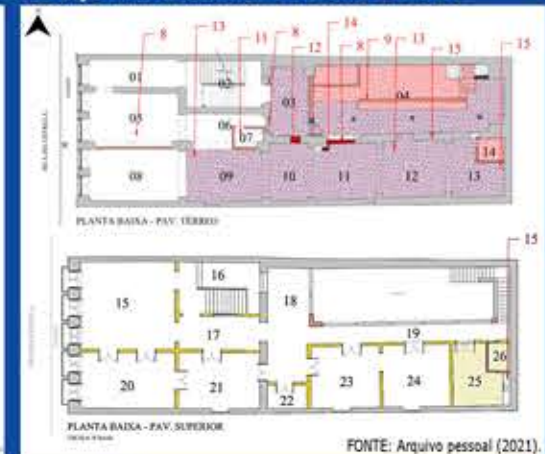 8 13 11 8 12 14 8 9 13 15 15
01 02 03 04
05 06 07
08 09 10 11 12 13 14
PLANTA BAIXA - PAV. TÉRREO
15
15 16 17 18 19
20 21 22 23 24 25 26
PLANTA BAIXA - PAV. SUPERIOR
FONTE: Arquivo pessoal (2021).